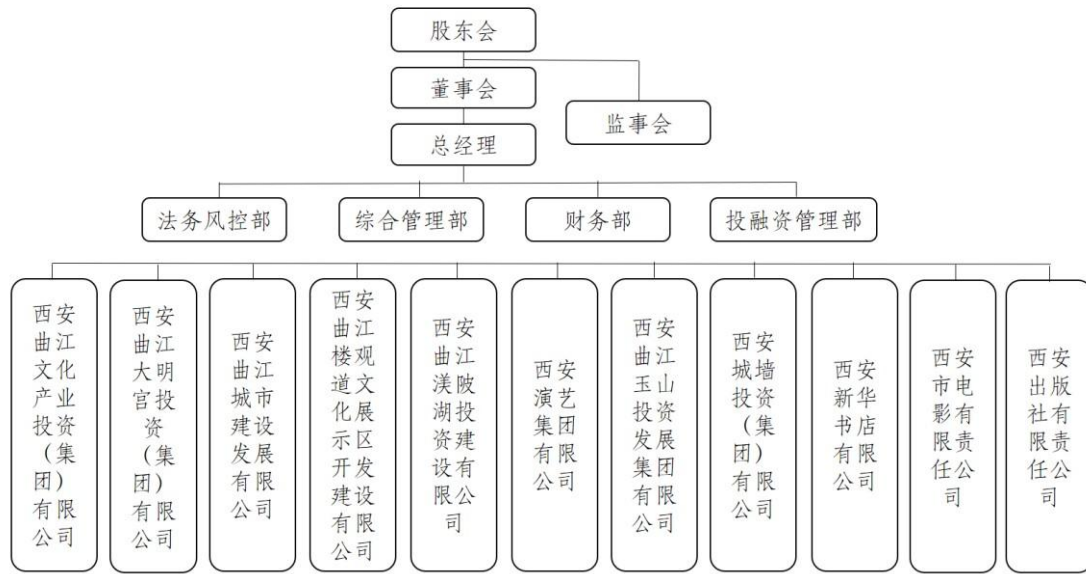 股东会
董事会
监事会
总经理
法务风控部
综合管理部
财务部
投融资管理部
西安
曲江
文化
产业
投资
（集
团）
有限
公司
西安
曲江
大明
宫投
资
（集
团）
有限
公司
西安
曲江
城市
建设
发展
有限
公司
西安
曲江
楼观
道文
化展
示区
开发
建设
有限
公司
西安
曲江
渼陂
湖投
资建
设有
限公
司
西安
演艺
集团
有限
公司
西安
曲江
玉山
投资
发展
集团
有限
公司
西安
城墙
投资
（集
团）
有限
公司
西安
新华
书店
有限
公司
西安
市电
影有
限责
任公
司
西安
出版
社有
限责
任公
司